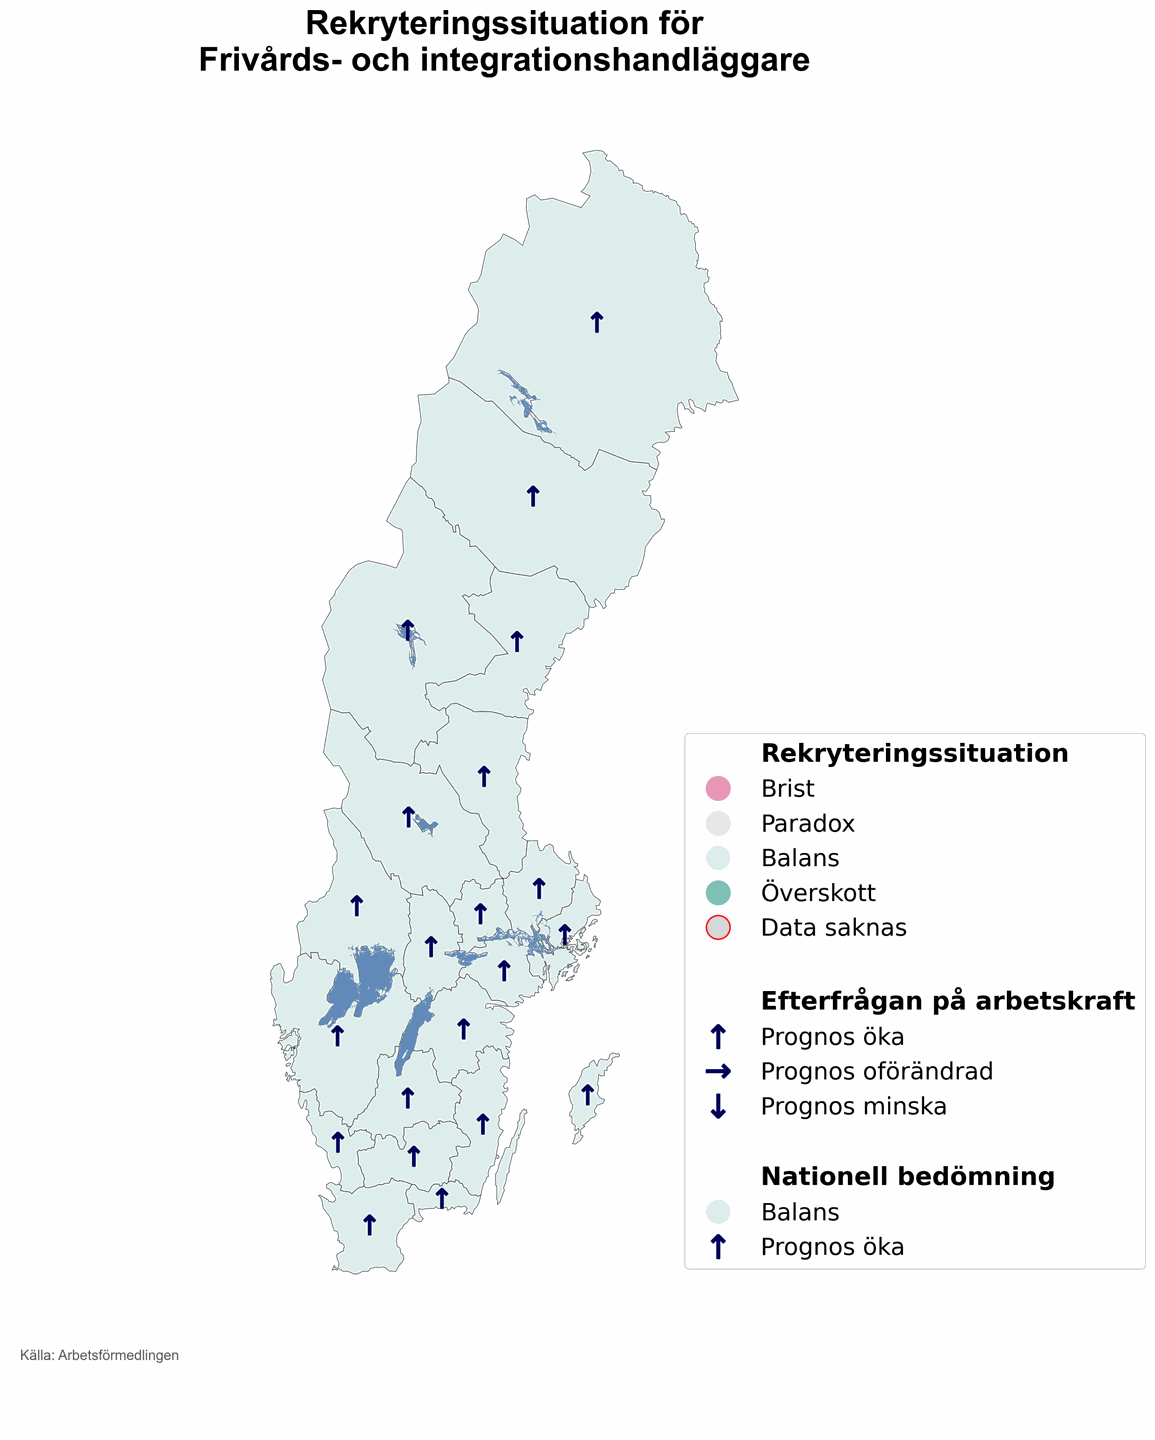 Rekryteringssituation för
Frivårds- och integrationshandläggare
Rekryteringssituation
Brist
Paradox
Balans
Överskott
Data saknas
Efterfrågan på arbetskraft
Prognos öka
Prognos oförändrad
Prognos minska
Nationell bedömning
Balans
Prognos öka
Källa: Arbetsförmedlingen